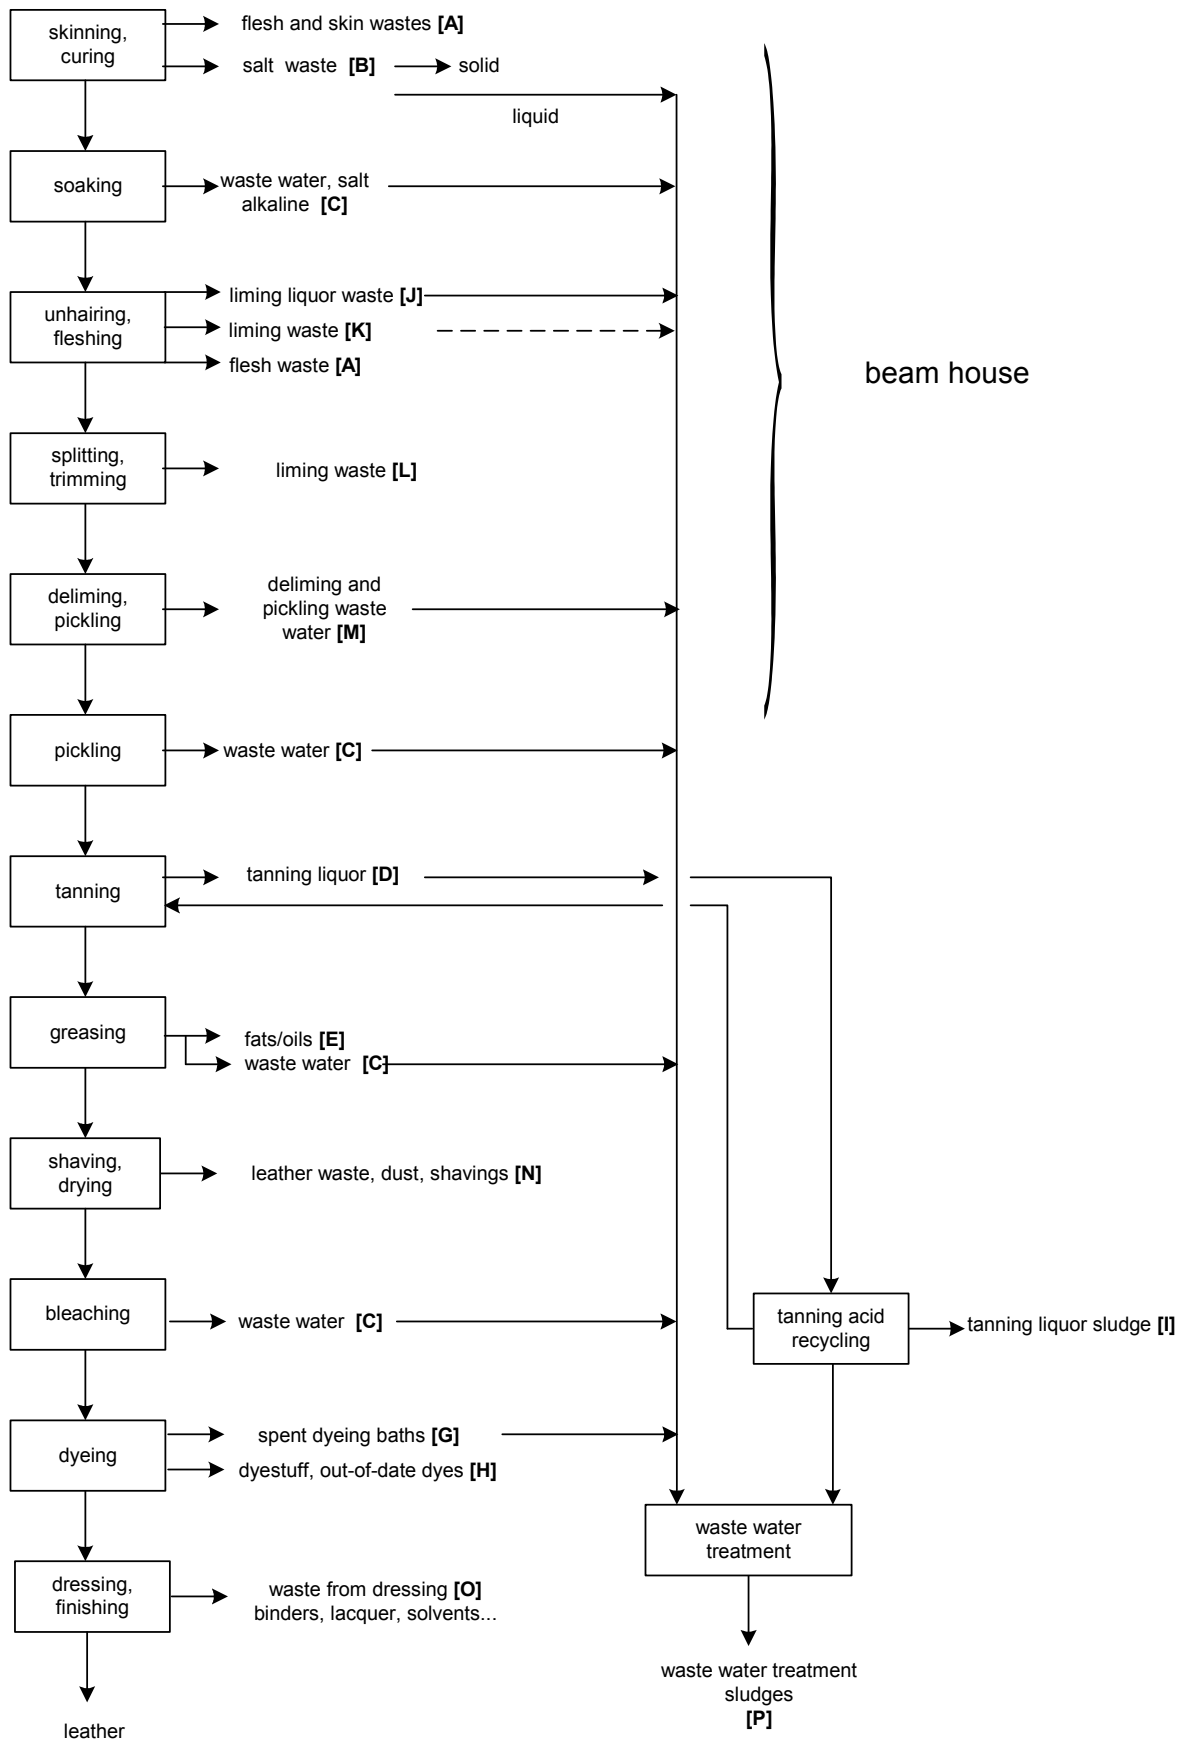 skinning,
curing
flesh and skin wastes [A]
salt waste [B]
solid
liquid
soaking
waste water, salt
alkaline [C]
unhairing,
fleshing
liming liquor waste [J]
liming waste [K]
flesh waste [A]
beam house
splitting,
trimming
liming waste [L]
deliming,
pickling
deliming and
pickling waste
water [M]
pickling
waste water [C]
tanning
tanning liquor [D]
greasing
fats/oils [E]
waste water [C]
shaving,
drying
leather waste, dust, shavings [N]
bleaching
waste water [C]
tanning acid
recycling
tanning liquor sludge [I]
dyeing
spent dyeing baths [G]
dyestuff, out-of-date dyes [H]
waste water
treatment
dressing,
finishing
waste from dressing [O]
binders, lacquer, solvents...
waste water treatment
sludges
[P]
leather